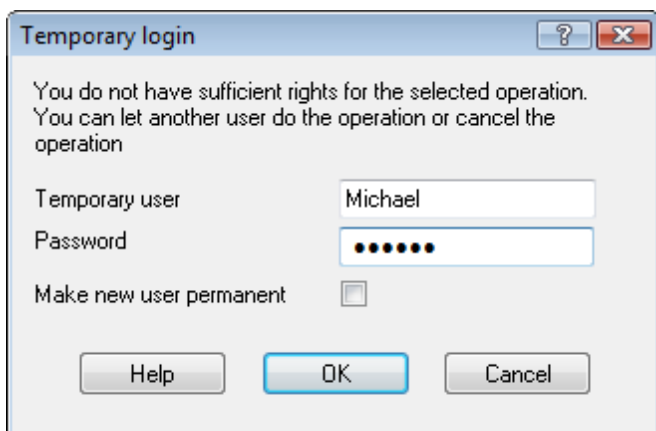 Temporary login
You do not have sufficient rights for the selected operation.
You can let another user do the operation or cancel the
operation
Temporary user Michael
Password ●●●●●●
Make new user permanent
Help OK Cancel